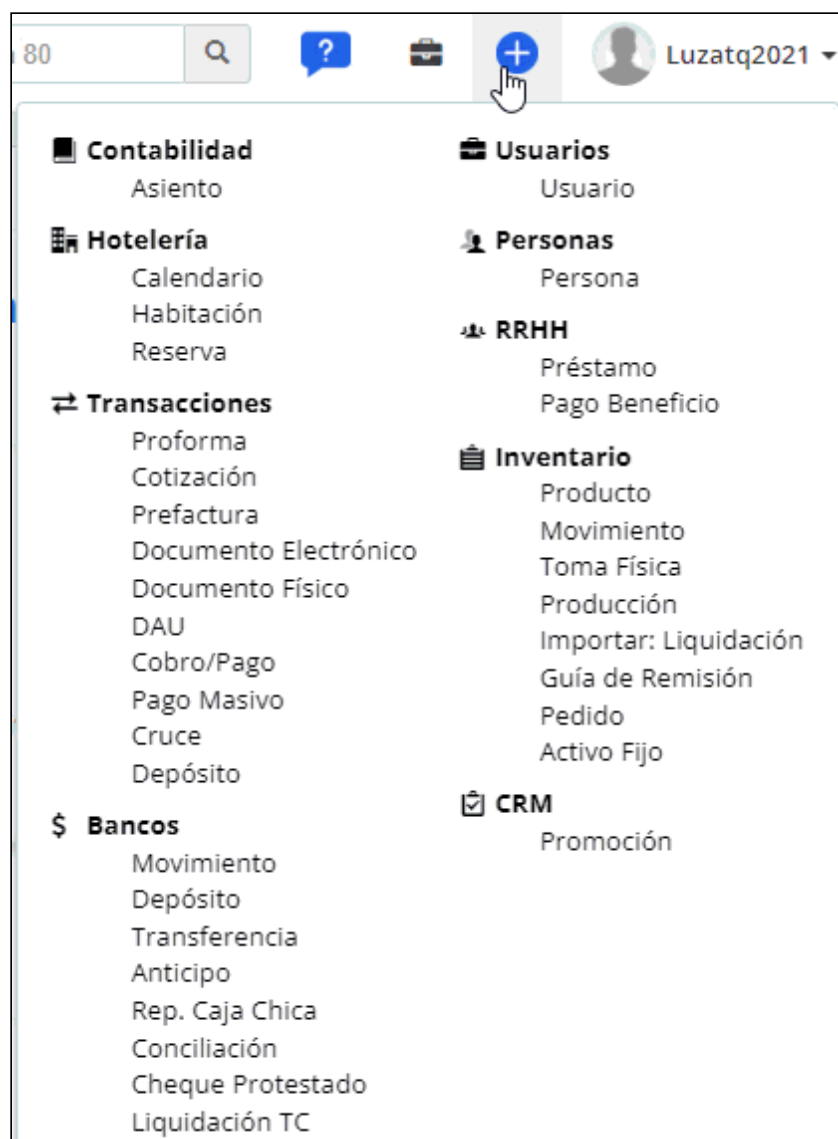 80
?
Luzatq2021
Contabilidad
Asiento
Hotelería
Calendario
Habitación
Reserva
Transacciones
Proforma
Cotización
Prefactura
Documento Electrónico
Documento Físico
DAU
Cobro/Pago
Pago Masivo
Cruce
Depósito
$ Bancos
Movimiento
Depósito
Transferencia
Anticipo
Rep. Caja Chica
Conciliación
Cheque Protestado
Liquidación TC
Usuarios
Usuario
Personas
Persona
RRHH
Préstamo
Pago Beneficio
Inventario
Producto
Movimiento
Toma Física
Producción
Importar: Liquidación
Guía de Remisión
Pedido
Activo Fijo
CRM
Promoción